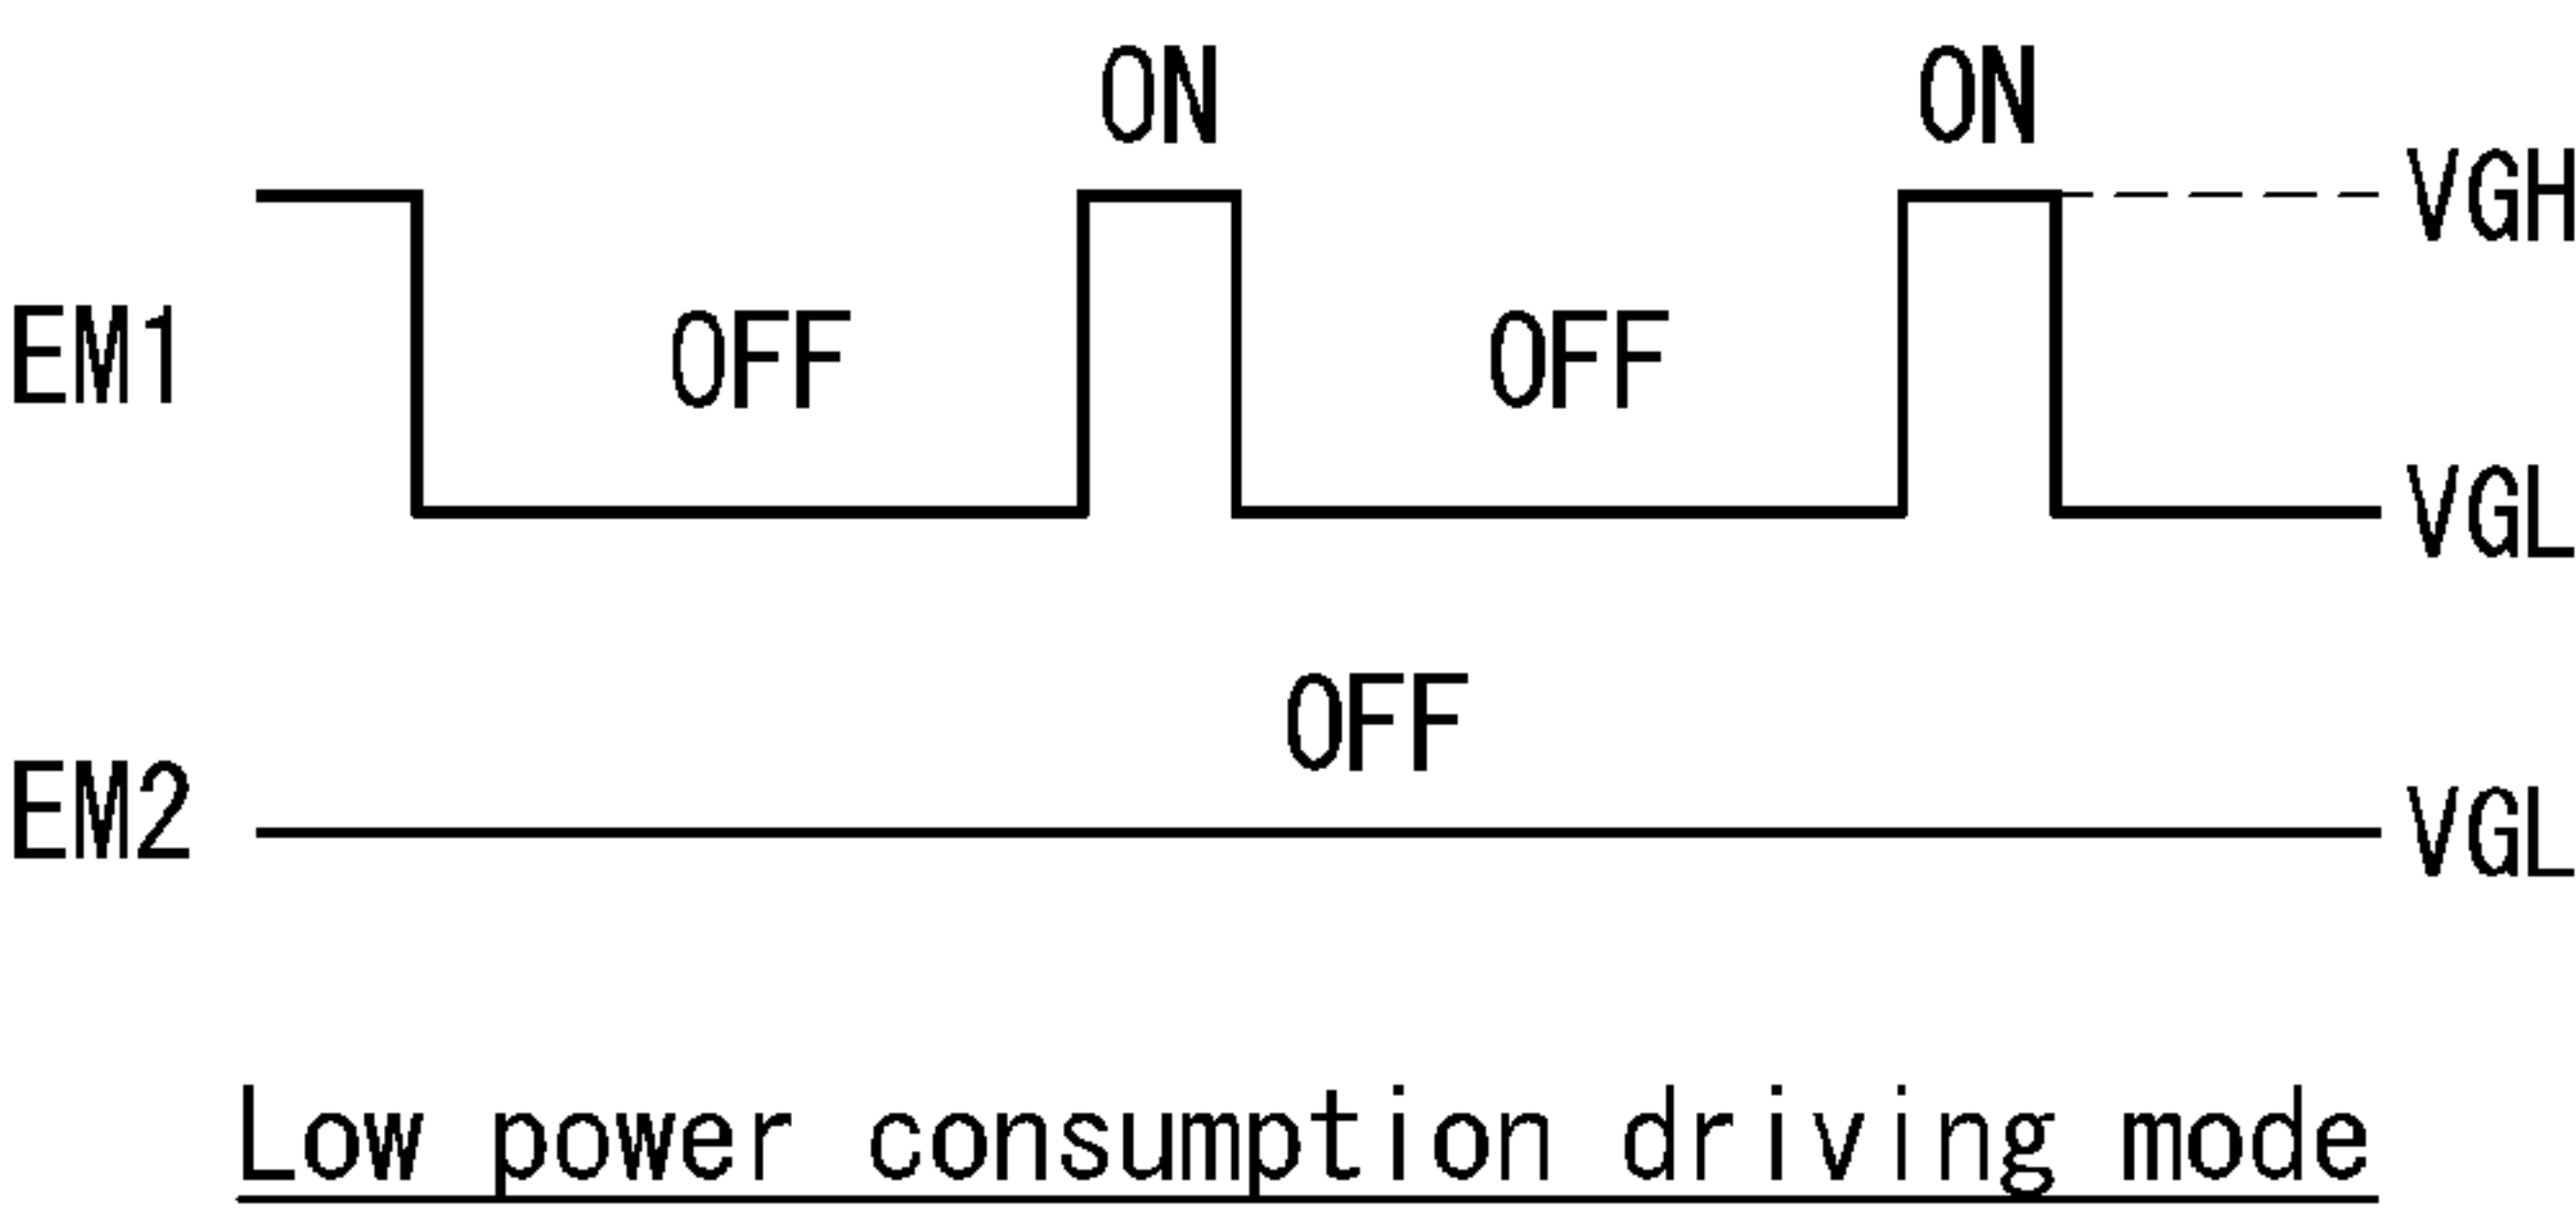 ON ON
VGH
EM1 OFF OFF
VGL
OFF
EM2 VGL
Low power consumption driving mode